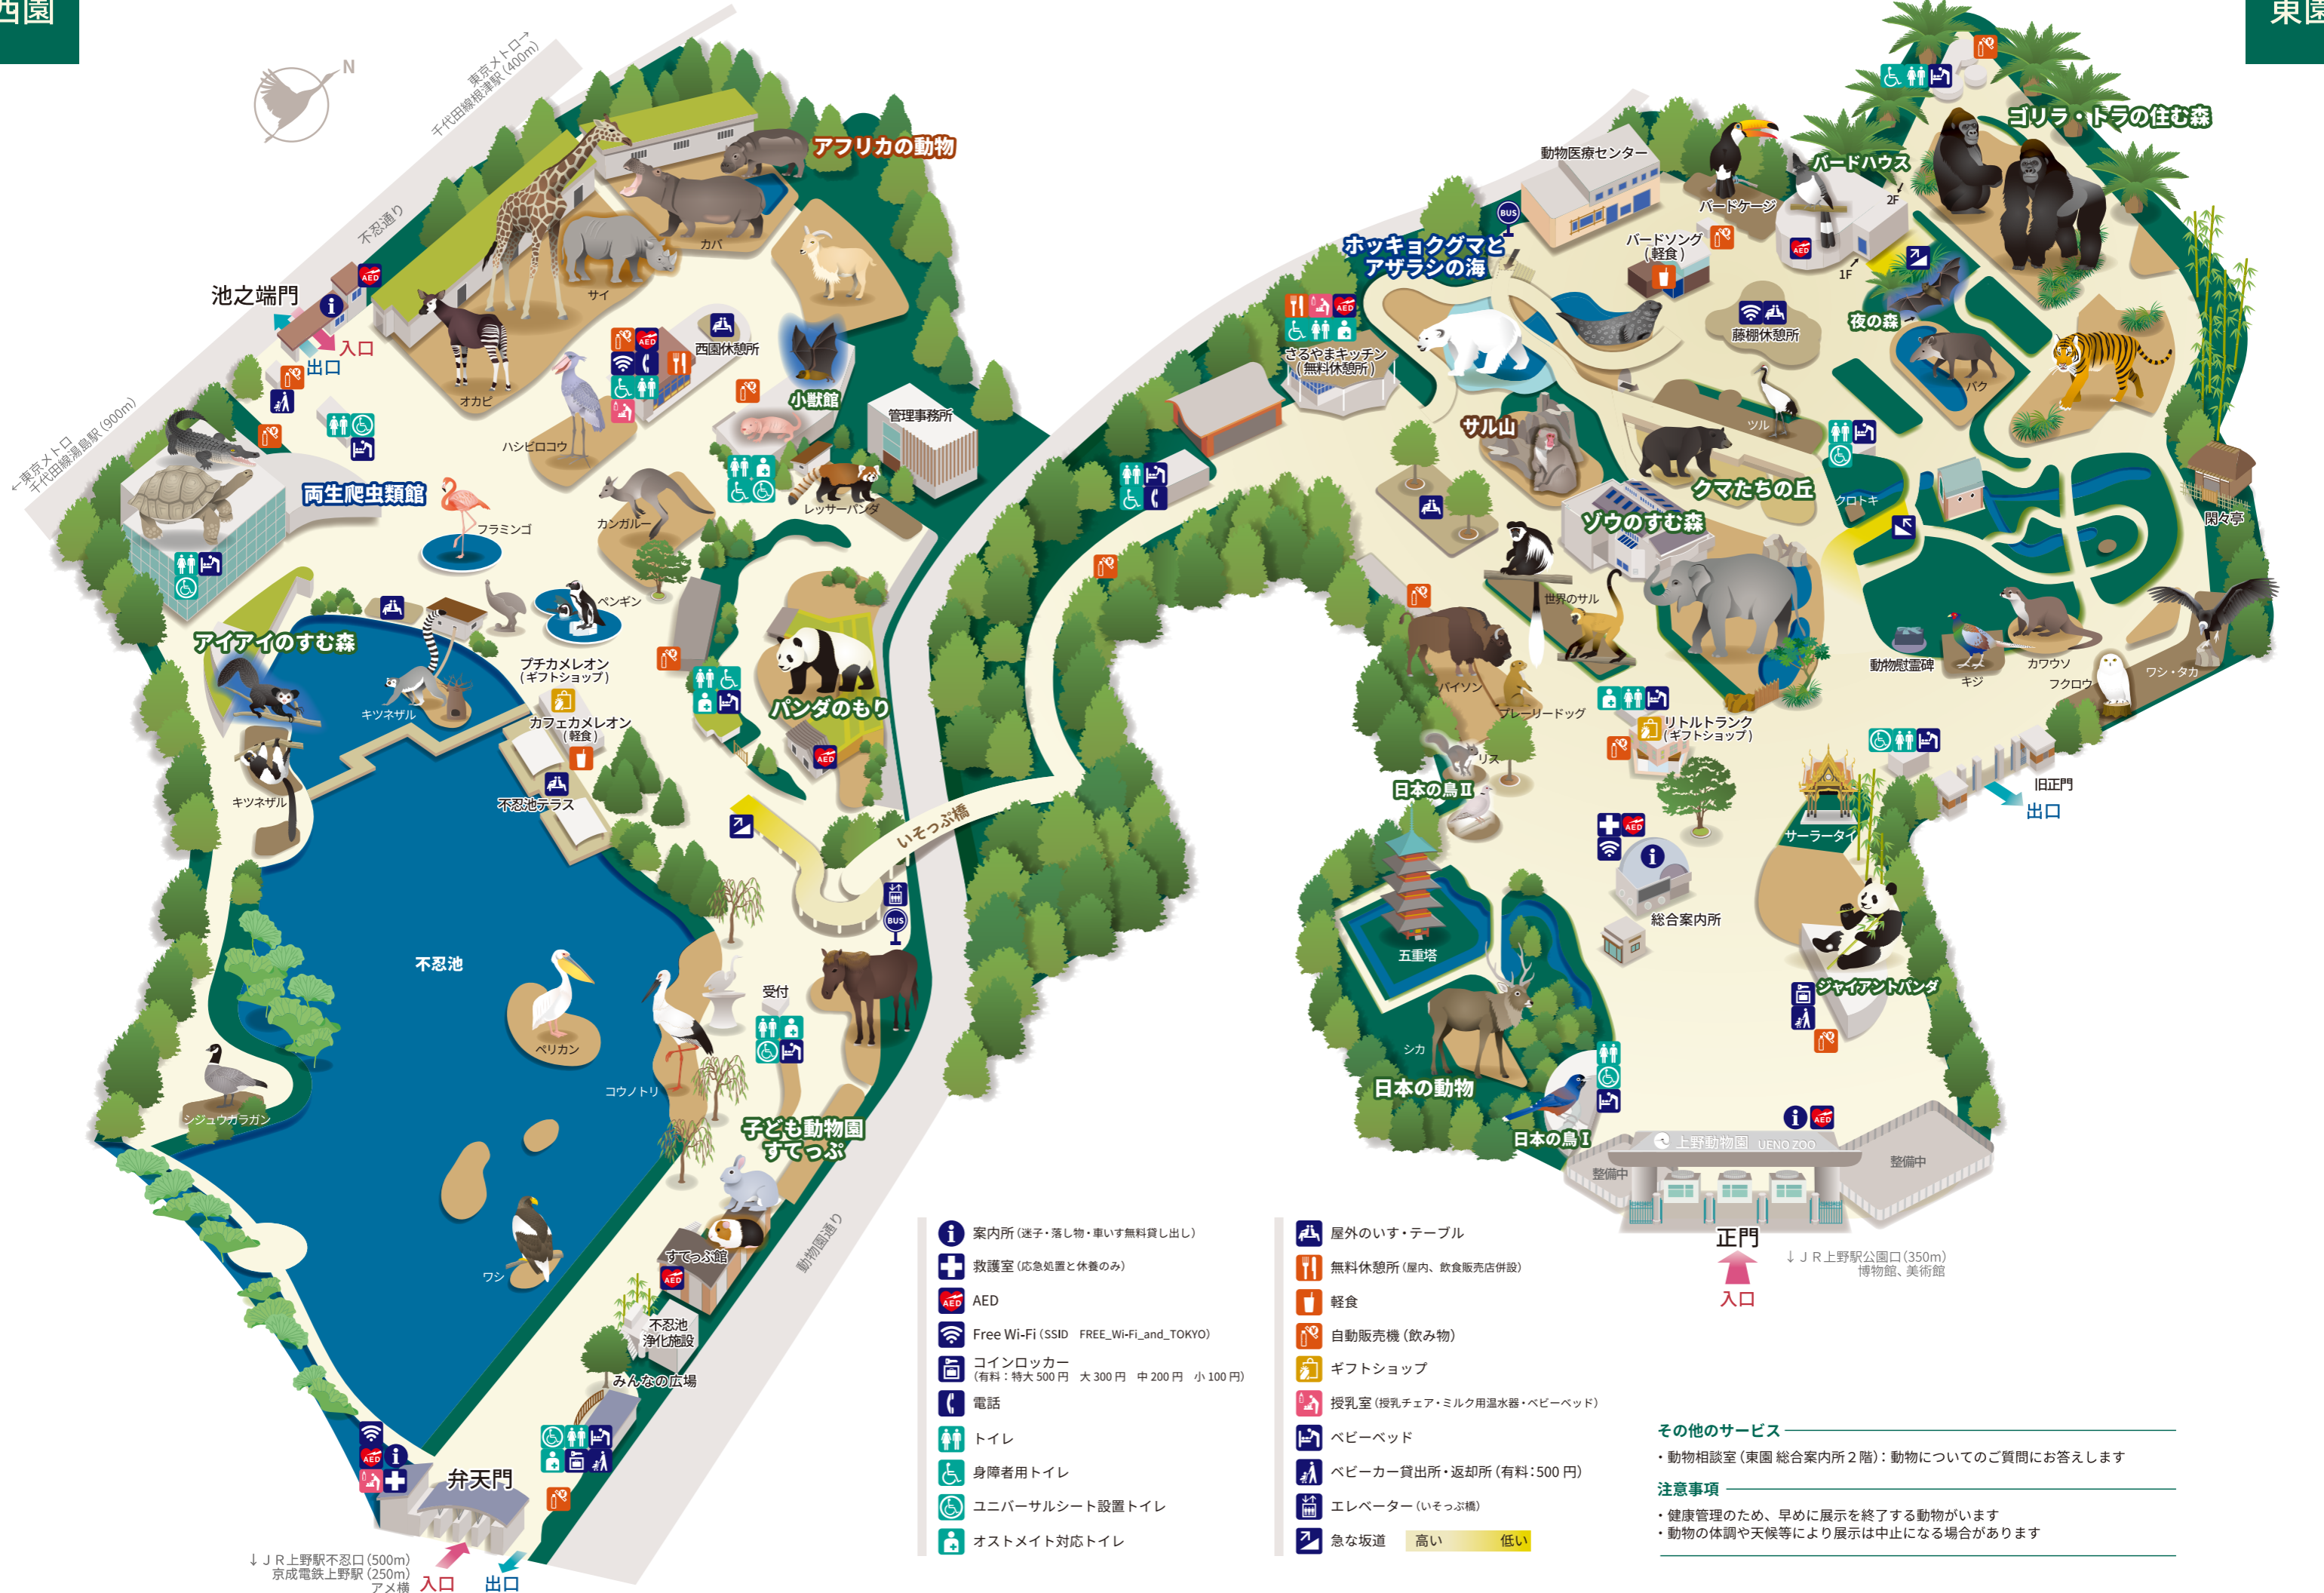 西園
東園
N
東京メトロ→
千代田線根津駅(400m)
不忍通り
池之端門
入口
出口
←東京メトロ
千代田線湯島駅(900m)
アフリカの動物
カバ
サイ
オカピ
ハシビロコウ
西園休憩所
小獣館
管理事務所
レッサーパンダ
両生爬虫類館
フラミンゴ
カンガルー
ペンギン
アイアイのすむ森
キツネザル
キツネザル
プチカメレオン
(ギフトショップ)
カフェカメレオン
(軽食)
不忍池テラス
パンダのもり
いそっぷ橋
BUS
不忍池
ペリカン
コウノトリ
シジュウカラガン
ワシ
受付
子ども動物園
すてっぷ
すてっぷ館
動物園通り
不忍池
浄化施設
みんなの広場
弁天門
入口
出口
↓JR上野駅不忍口(500m)
京成電鉄上野駅(250m)
アメ横
動物医療センター
BUS
ホッキョクグマと
アザラシの海
さるやまキッチン
(無料休憩所)
バードケージ
バードハウス
バードソング
(軽食)
2F
1F
ゴリラ・トラの住む森
藤棚休憩所
夜の森
バク
サル山
ツル
クマたちの丘
クロトキ
閑々亭
ゾウのすむ森
世界のサル
バイソン
プレーリードッグ
リス
日本の鳥Ⅱ
リトルトランク
(ギフトショップ)
動物慰霊碑
キジ
カワウソ
フクロウ
ワシ・タカ
旧正門
出口
サーラータイ
総合案内所
五重塔
シカ
日本の動物
日本の鳥Ⅰ
ジャイアントパンダ
上野動物園 UENO ZOO
整備中
整備中
正門
入口
↓JR上野駅公園口(350m)
博物館、美術館
案内所(迷子・落し物・車いす無料貸し出し)
救護室(応急処置と休養のみ)
AED
Free Wi-Fi(SSID FREE_Wi-Fi_and_TOKYO)
コインロッカー
(有料:特大500円 大300円 中200円 小100円)
電話
トイレ
身障者用トイレ
ユニバーサルシート設置トイレ
オストメイト対応トイレ
屋外のいす・テーブル
無料休憩所(屋内、飲食販売店併設)
軽食
自動販売機(飲み物)
ギフトショップ
授乳室(授乳チェア・ミルク用温水器・ベビーベッド)
ベビーベッド
ベビーカー貸出所・返却所(有料:500円)
エレベーター(いそっぷ橋)
急な坂道 高い 低い
その他のサービス
・動物相談室(東園 総合案内所2階):動物についてのご質問にお答えします
注意事項
・健康管理のため、早めに展示を終了する動物がいます
・動物の体調や天候等により展示は中止になる場合があります